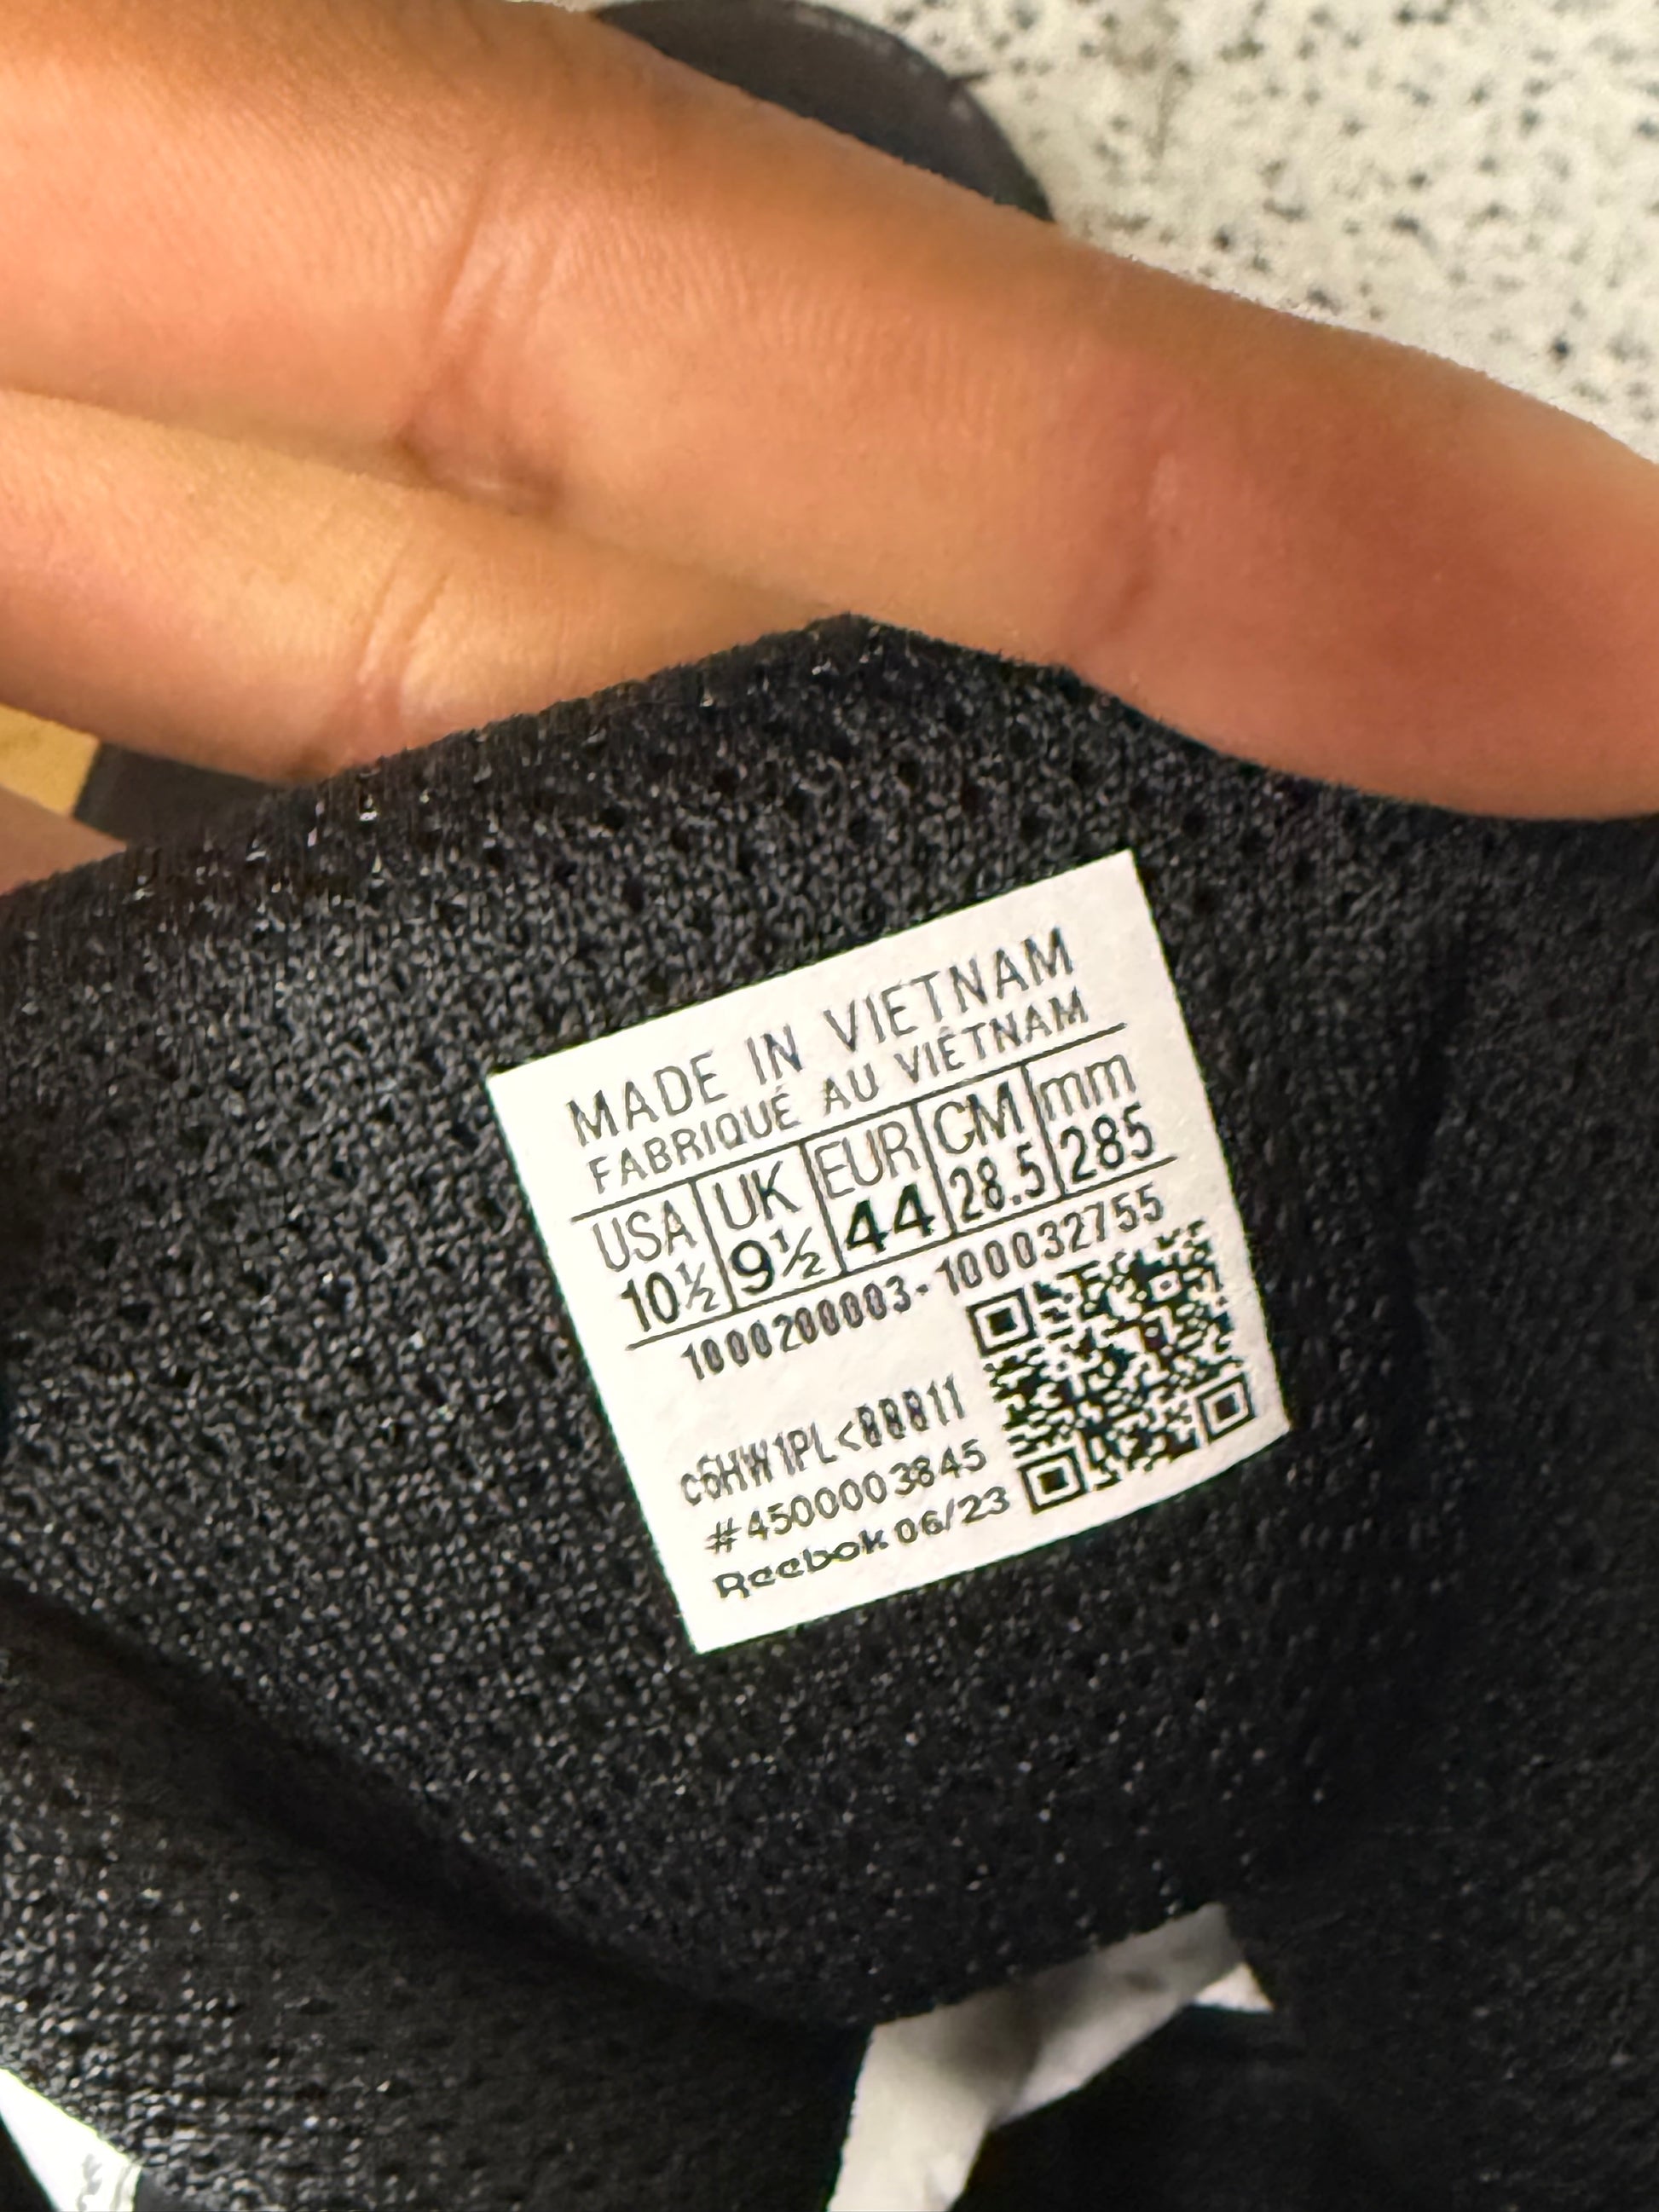 MADE IN VIETNAM
FABRIQUÉ AU VIÊTNAM
USA UK EUR CM mm
10½ 9½ 44 28.5 285
1000200003-100032755
#4500003845
Reebok 06/23